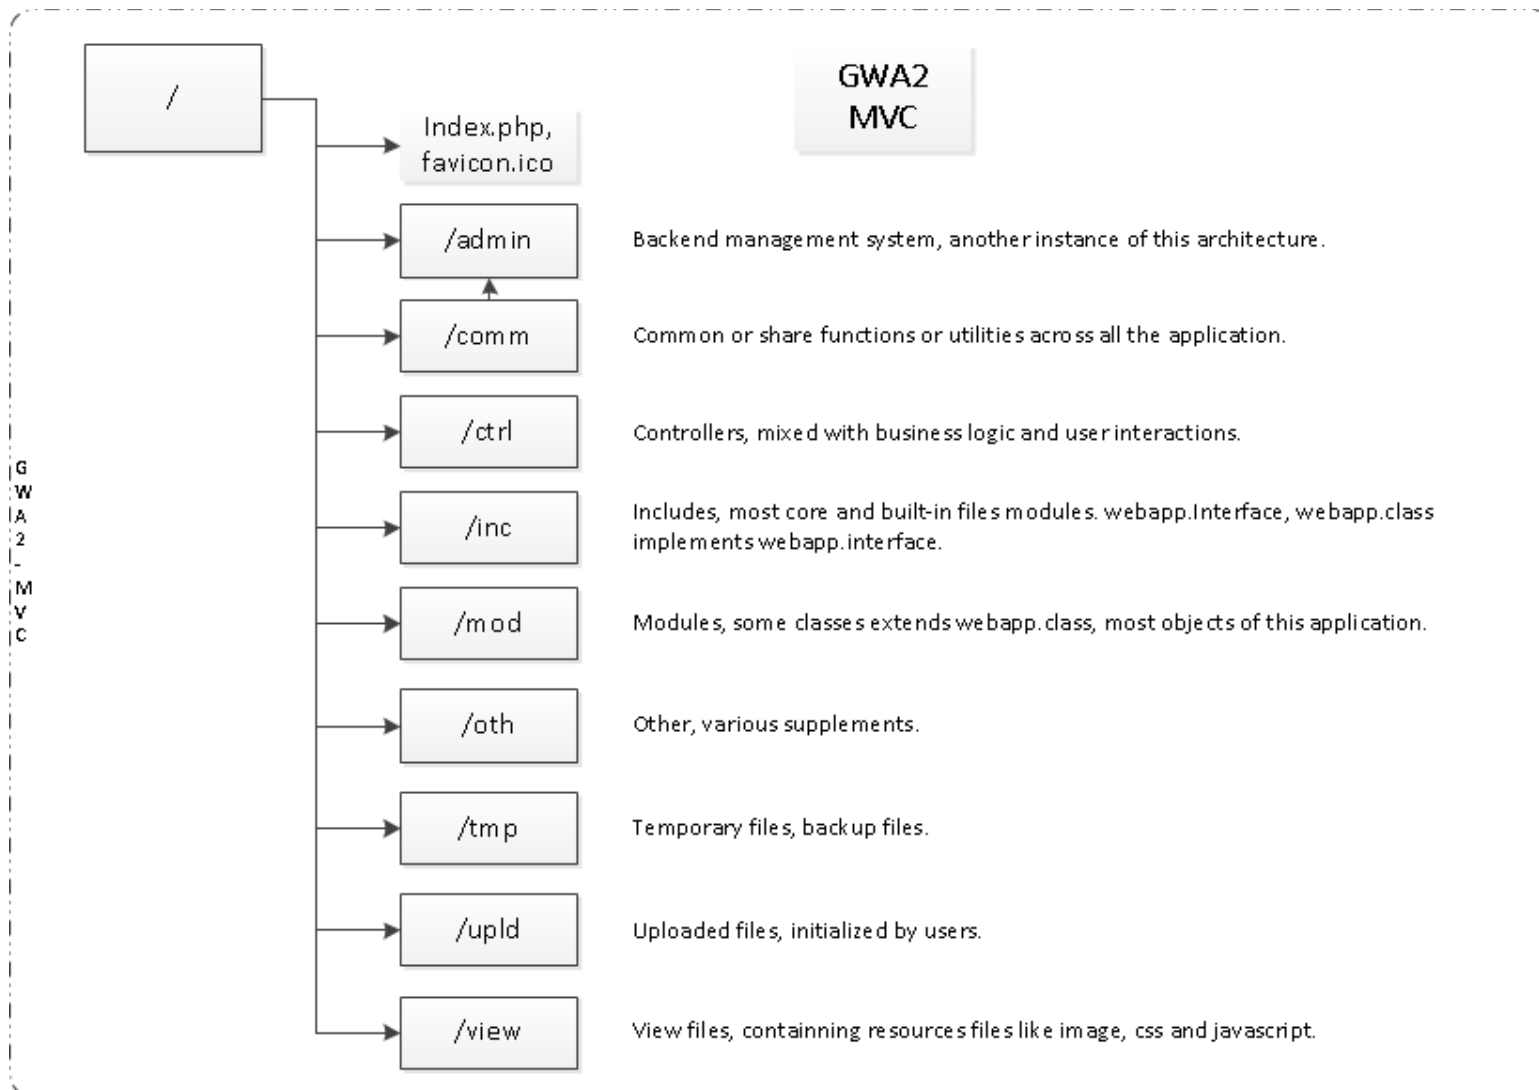 /
GWA2
MVC
Index.php,
favicon.ico
/admin
Backend management system, another instance of this architecture.
/comm
Common or share functions or utilities across all the application.
/ctrl
Controllers, mixed with business logic and user interactions.
/inc
Includes, most core and built-in files modules. webapp.Interface, webapp.class
implements webapp.interface.
/mod
Modules, some classes extends webapp.class, most objects of this application.
/oth
Other, various supplements.
/tmp
Temporary files, backup files.
/upld
Uploaded files, initialized by users.
/view
View files, containning resources files like image, css and javascript.
G
W
A
2
-
M
V
C